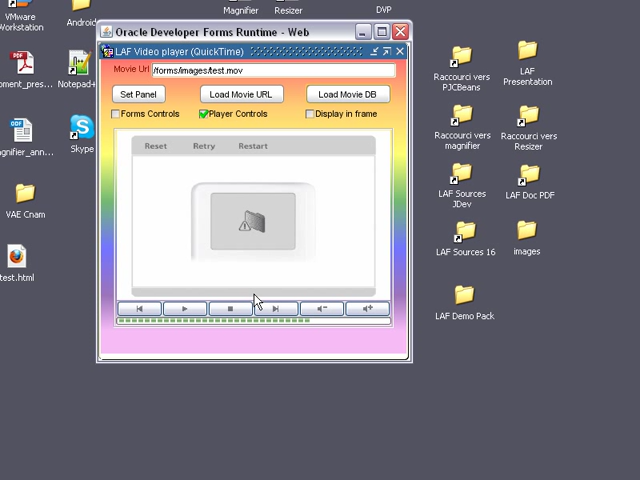 Magnifier
Resizer
DVP
VMware
Workstation
Android
Oracle Developer Forms Runtime - Web
LAF Video player (QuickTime)
Movie Url
/forms/images/test.mov
Set Panel
Load Movie URL
Load Movie DB
Forms Controls
Player Controls
Display in frame
Reset
Retry
Restart
Notepad+
Skype
VAE Cnam
test.html
Raccourci vers
PJCBeans
LAF
Presentation
Raccourci vers
magnifier
Raccourci vers
Resizer
LAF Sources
JDev
LAF Doc PDF
LAF Sources 16
images
LAF Demo Pack